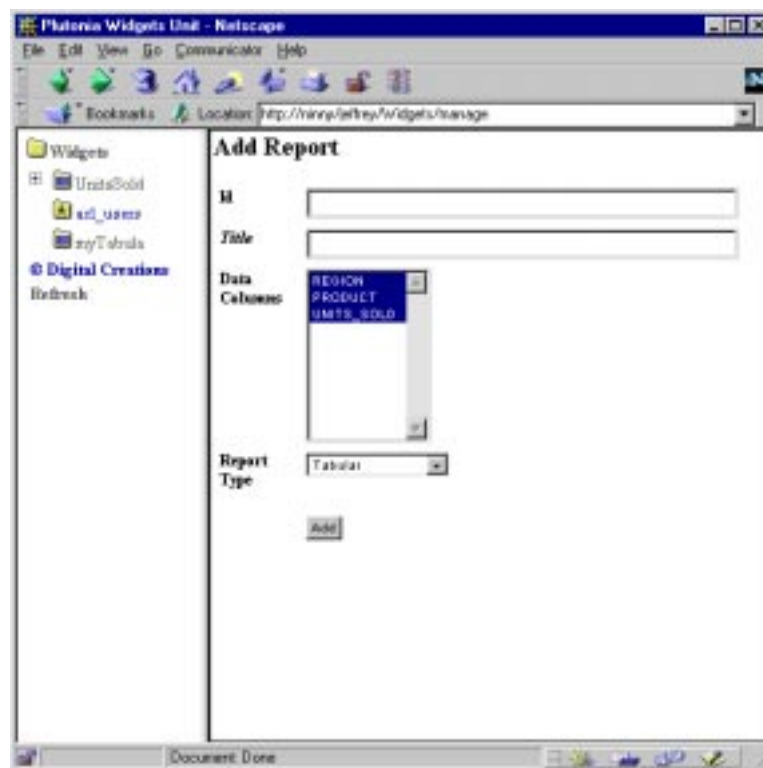 Plutonia Widgets Unit - Netscape
File Edit View Go Communicator Help
Bookmarks Location: http://ninny/jeffrey/Widgets/manage
Widgets
UnitsSold
acl_users
myTabula
© Digital Creations
Refresh
Add Report
Id
Title
Data
Columns
REGION
PRODUCT
UNITS_SOLD
Report
Type
Tabular
Add
Document: Done